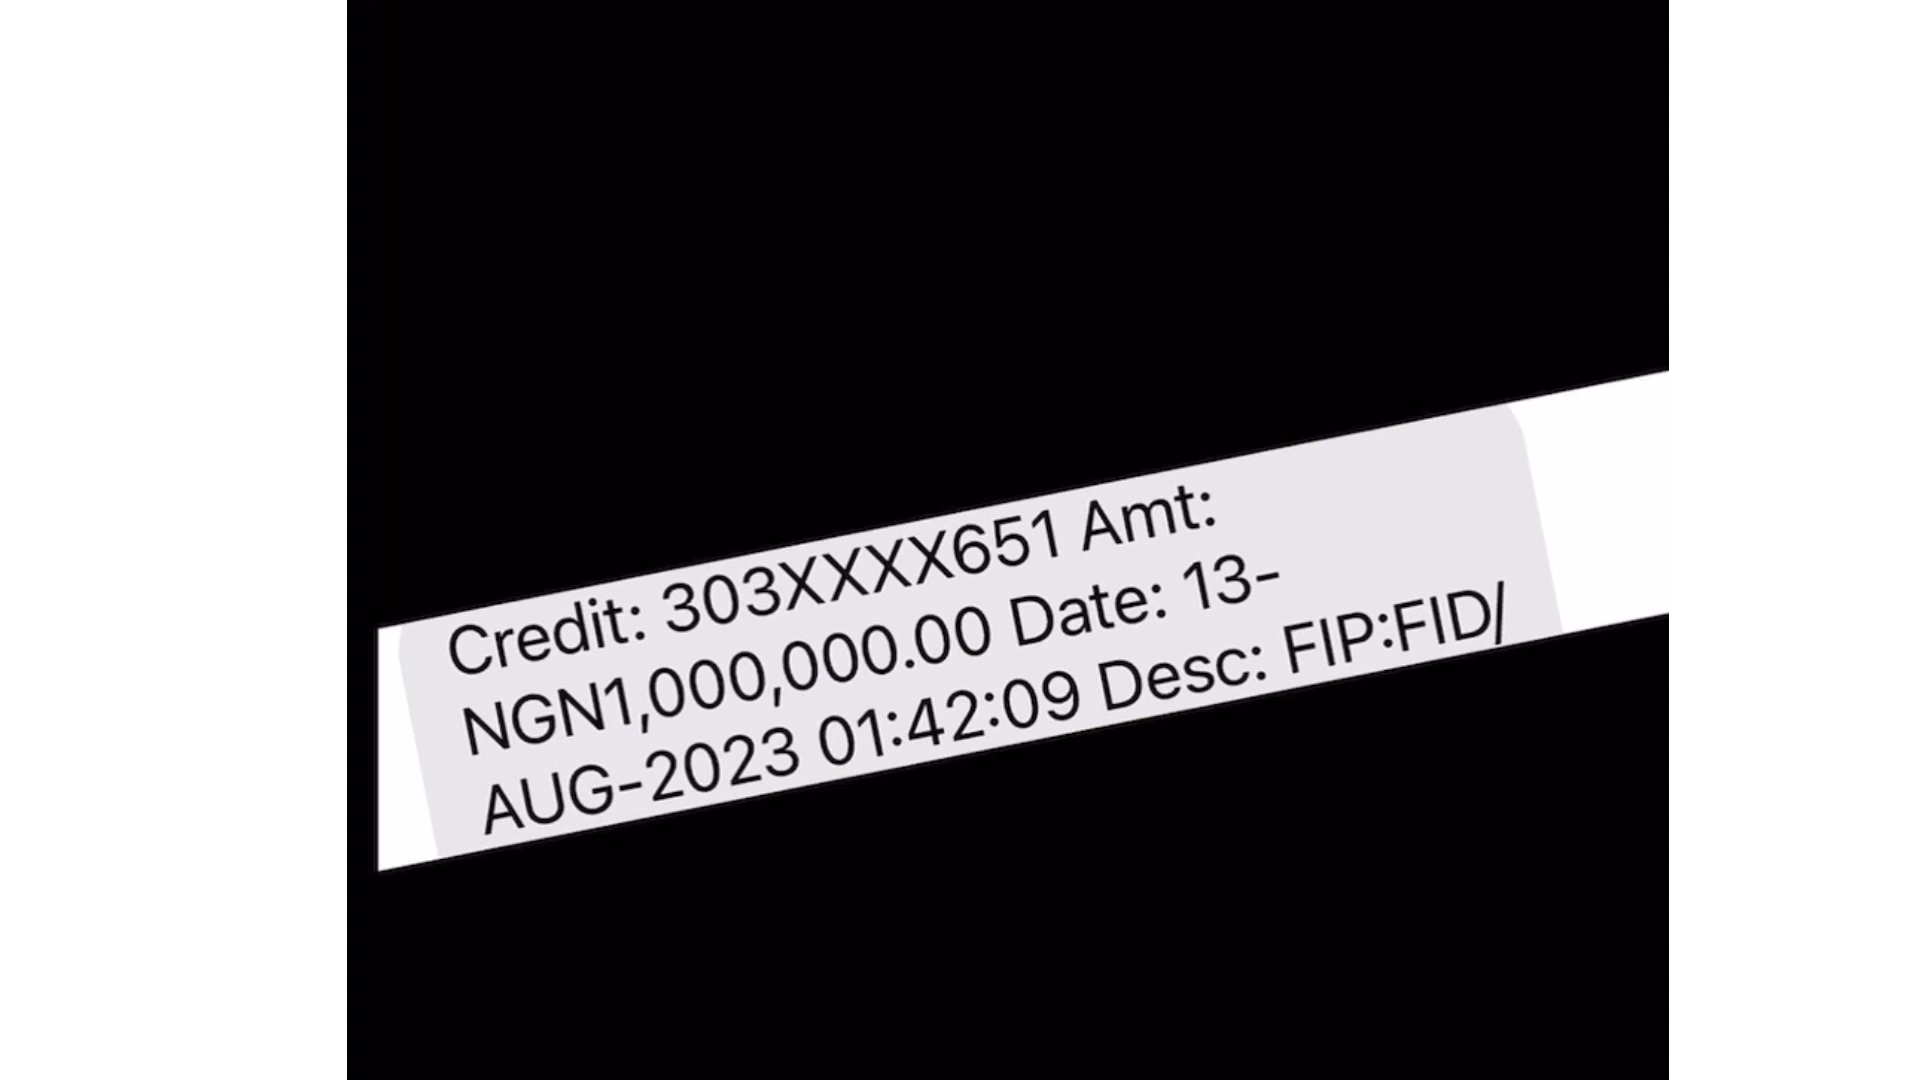 Credit: 303XXXX651 Amt:
NGN1,000,000.00 Date: 13-
AUG-2023 01:42:09 Desc: FIP:FID/